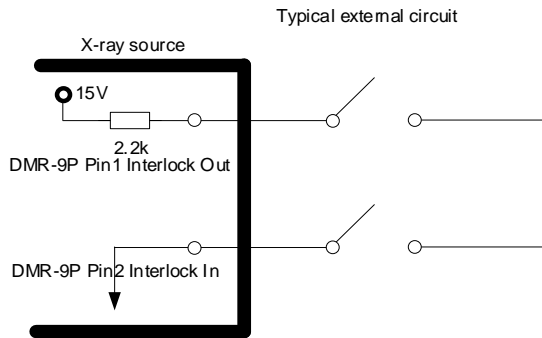 Typical external circuit
X-ray source
15V
2.2k
DMR-9P Pin1 Interlock Out
DMR-9P Pin2 Interlock In